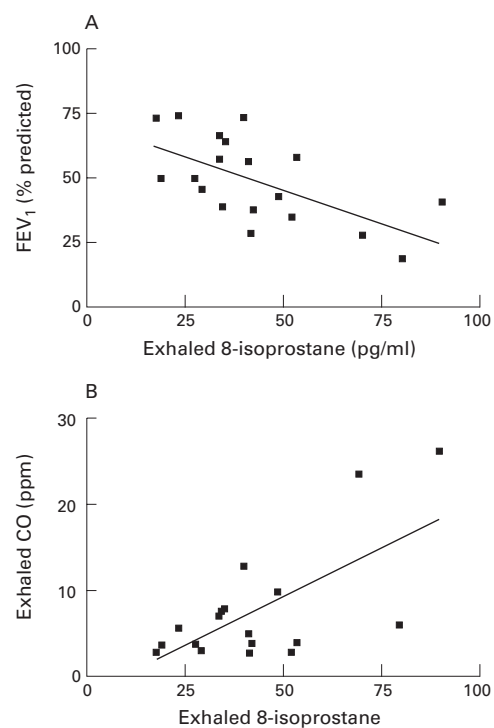 A
100
75
50
25
0
FEV₁ (% predicted)
0 25 50 75 100
Exhaled 8-isoprostane (pg/ml)
B
30
20
10
0
Exhaled CO (ppm)
0 25 50 75 100
Exhaled 8-isoprostane